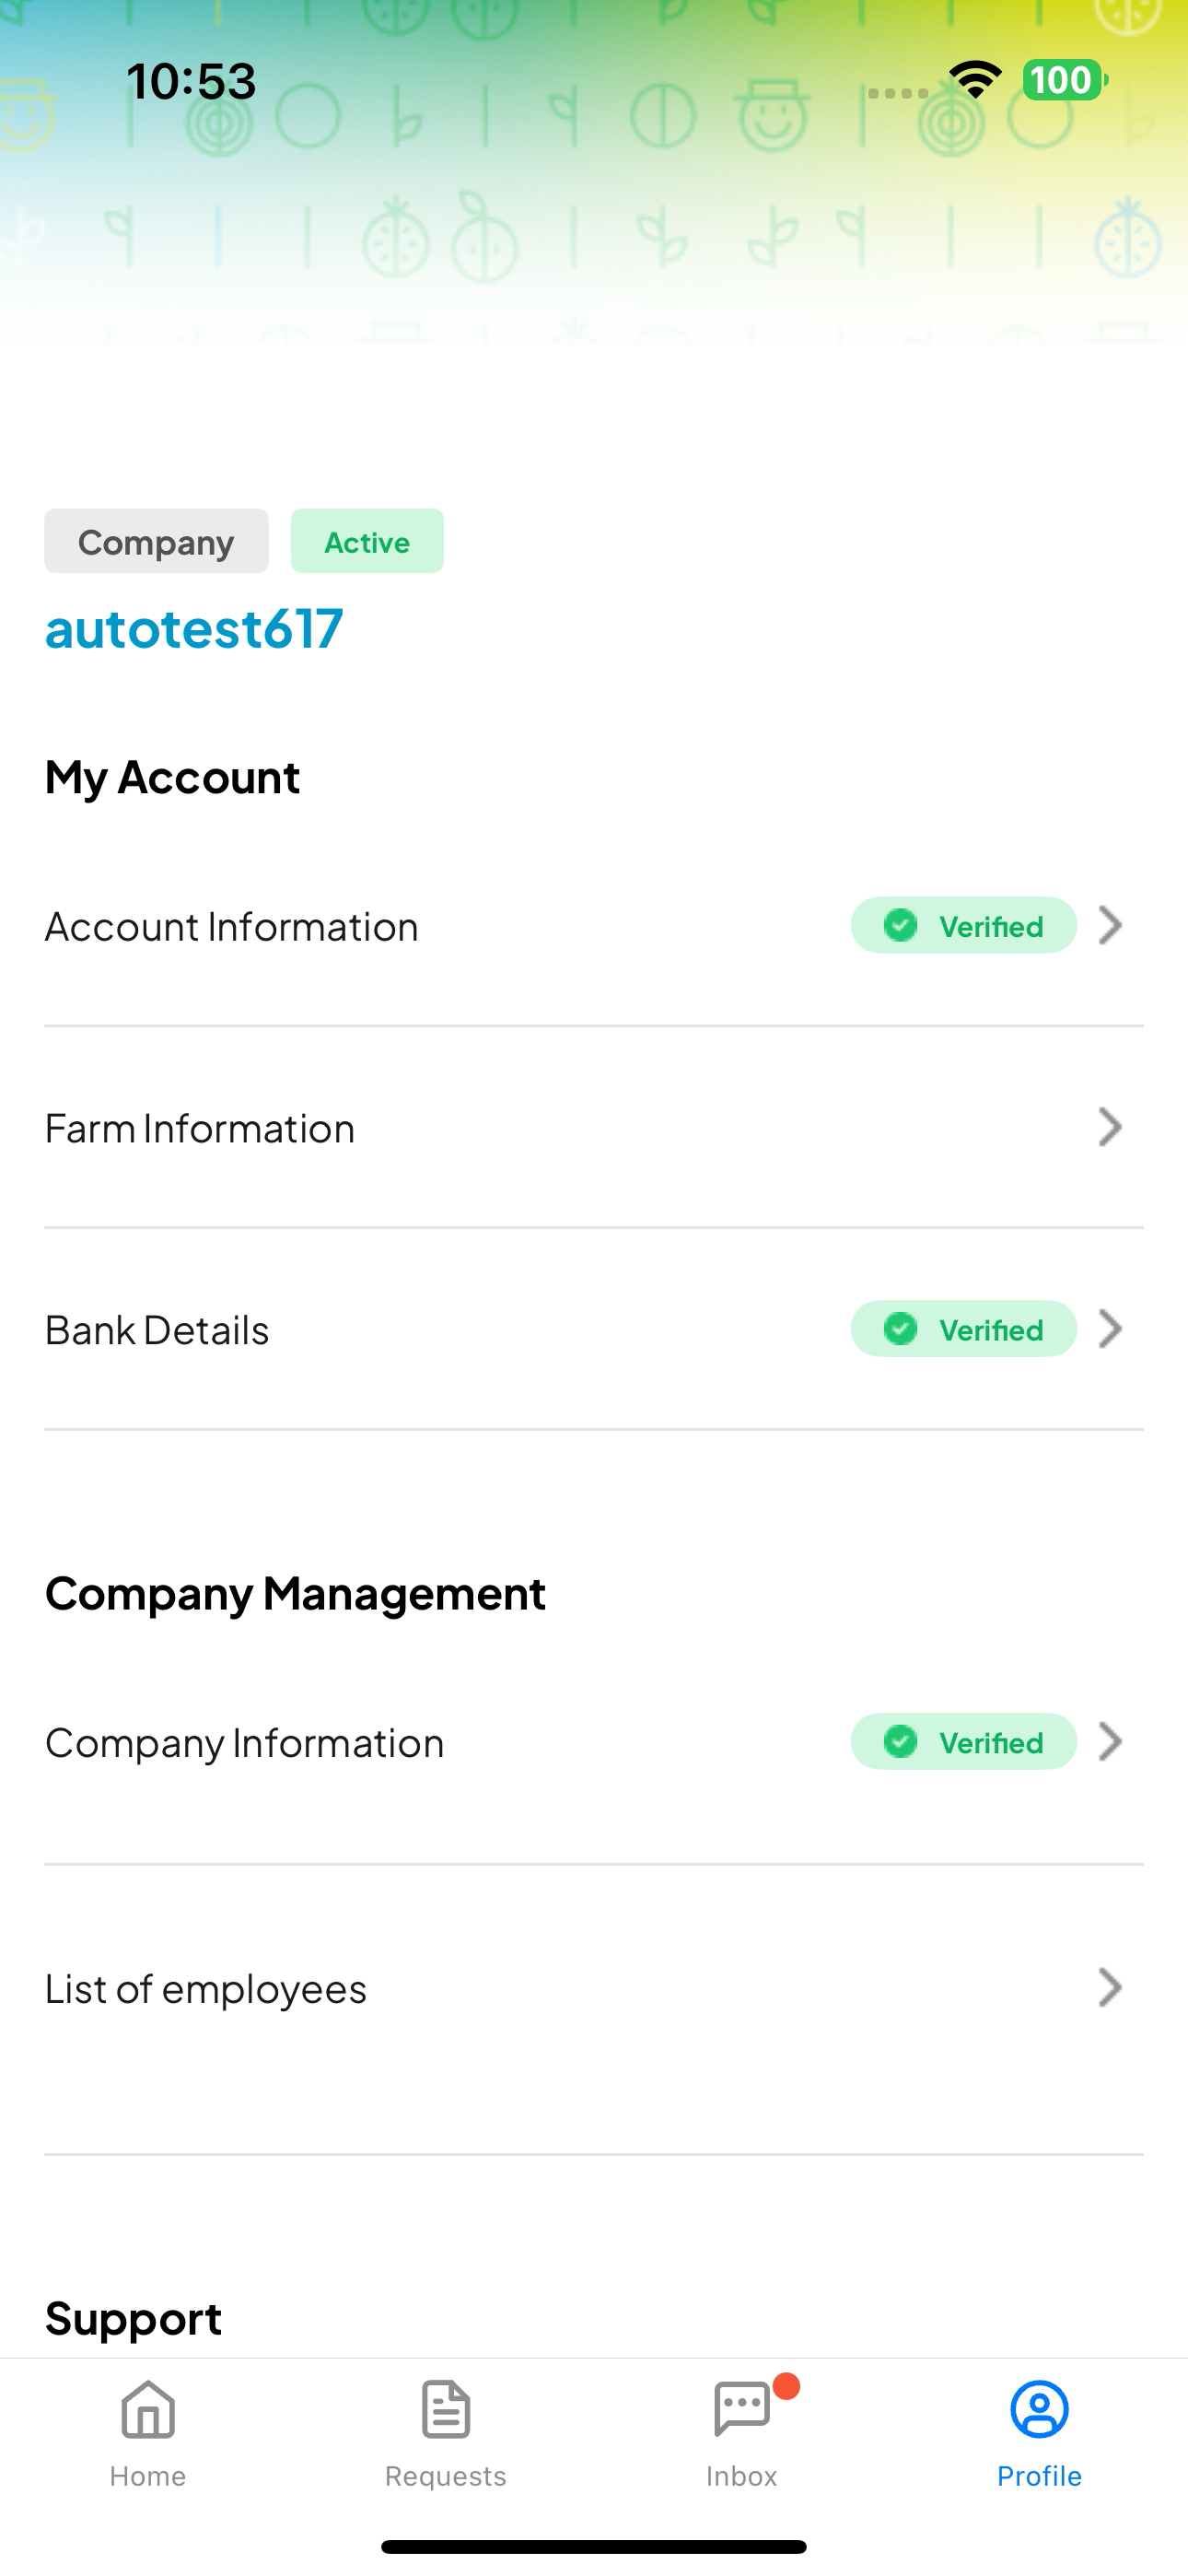 10:53
100
Company
Active
autotest617
My Account
Account Information
Verified
Farm Information
Bank Details
Verified
Company Management
Company Information
Verified
List of employees
Support
Home
Requests
Inbox
Profile